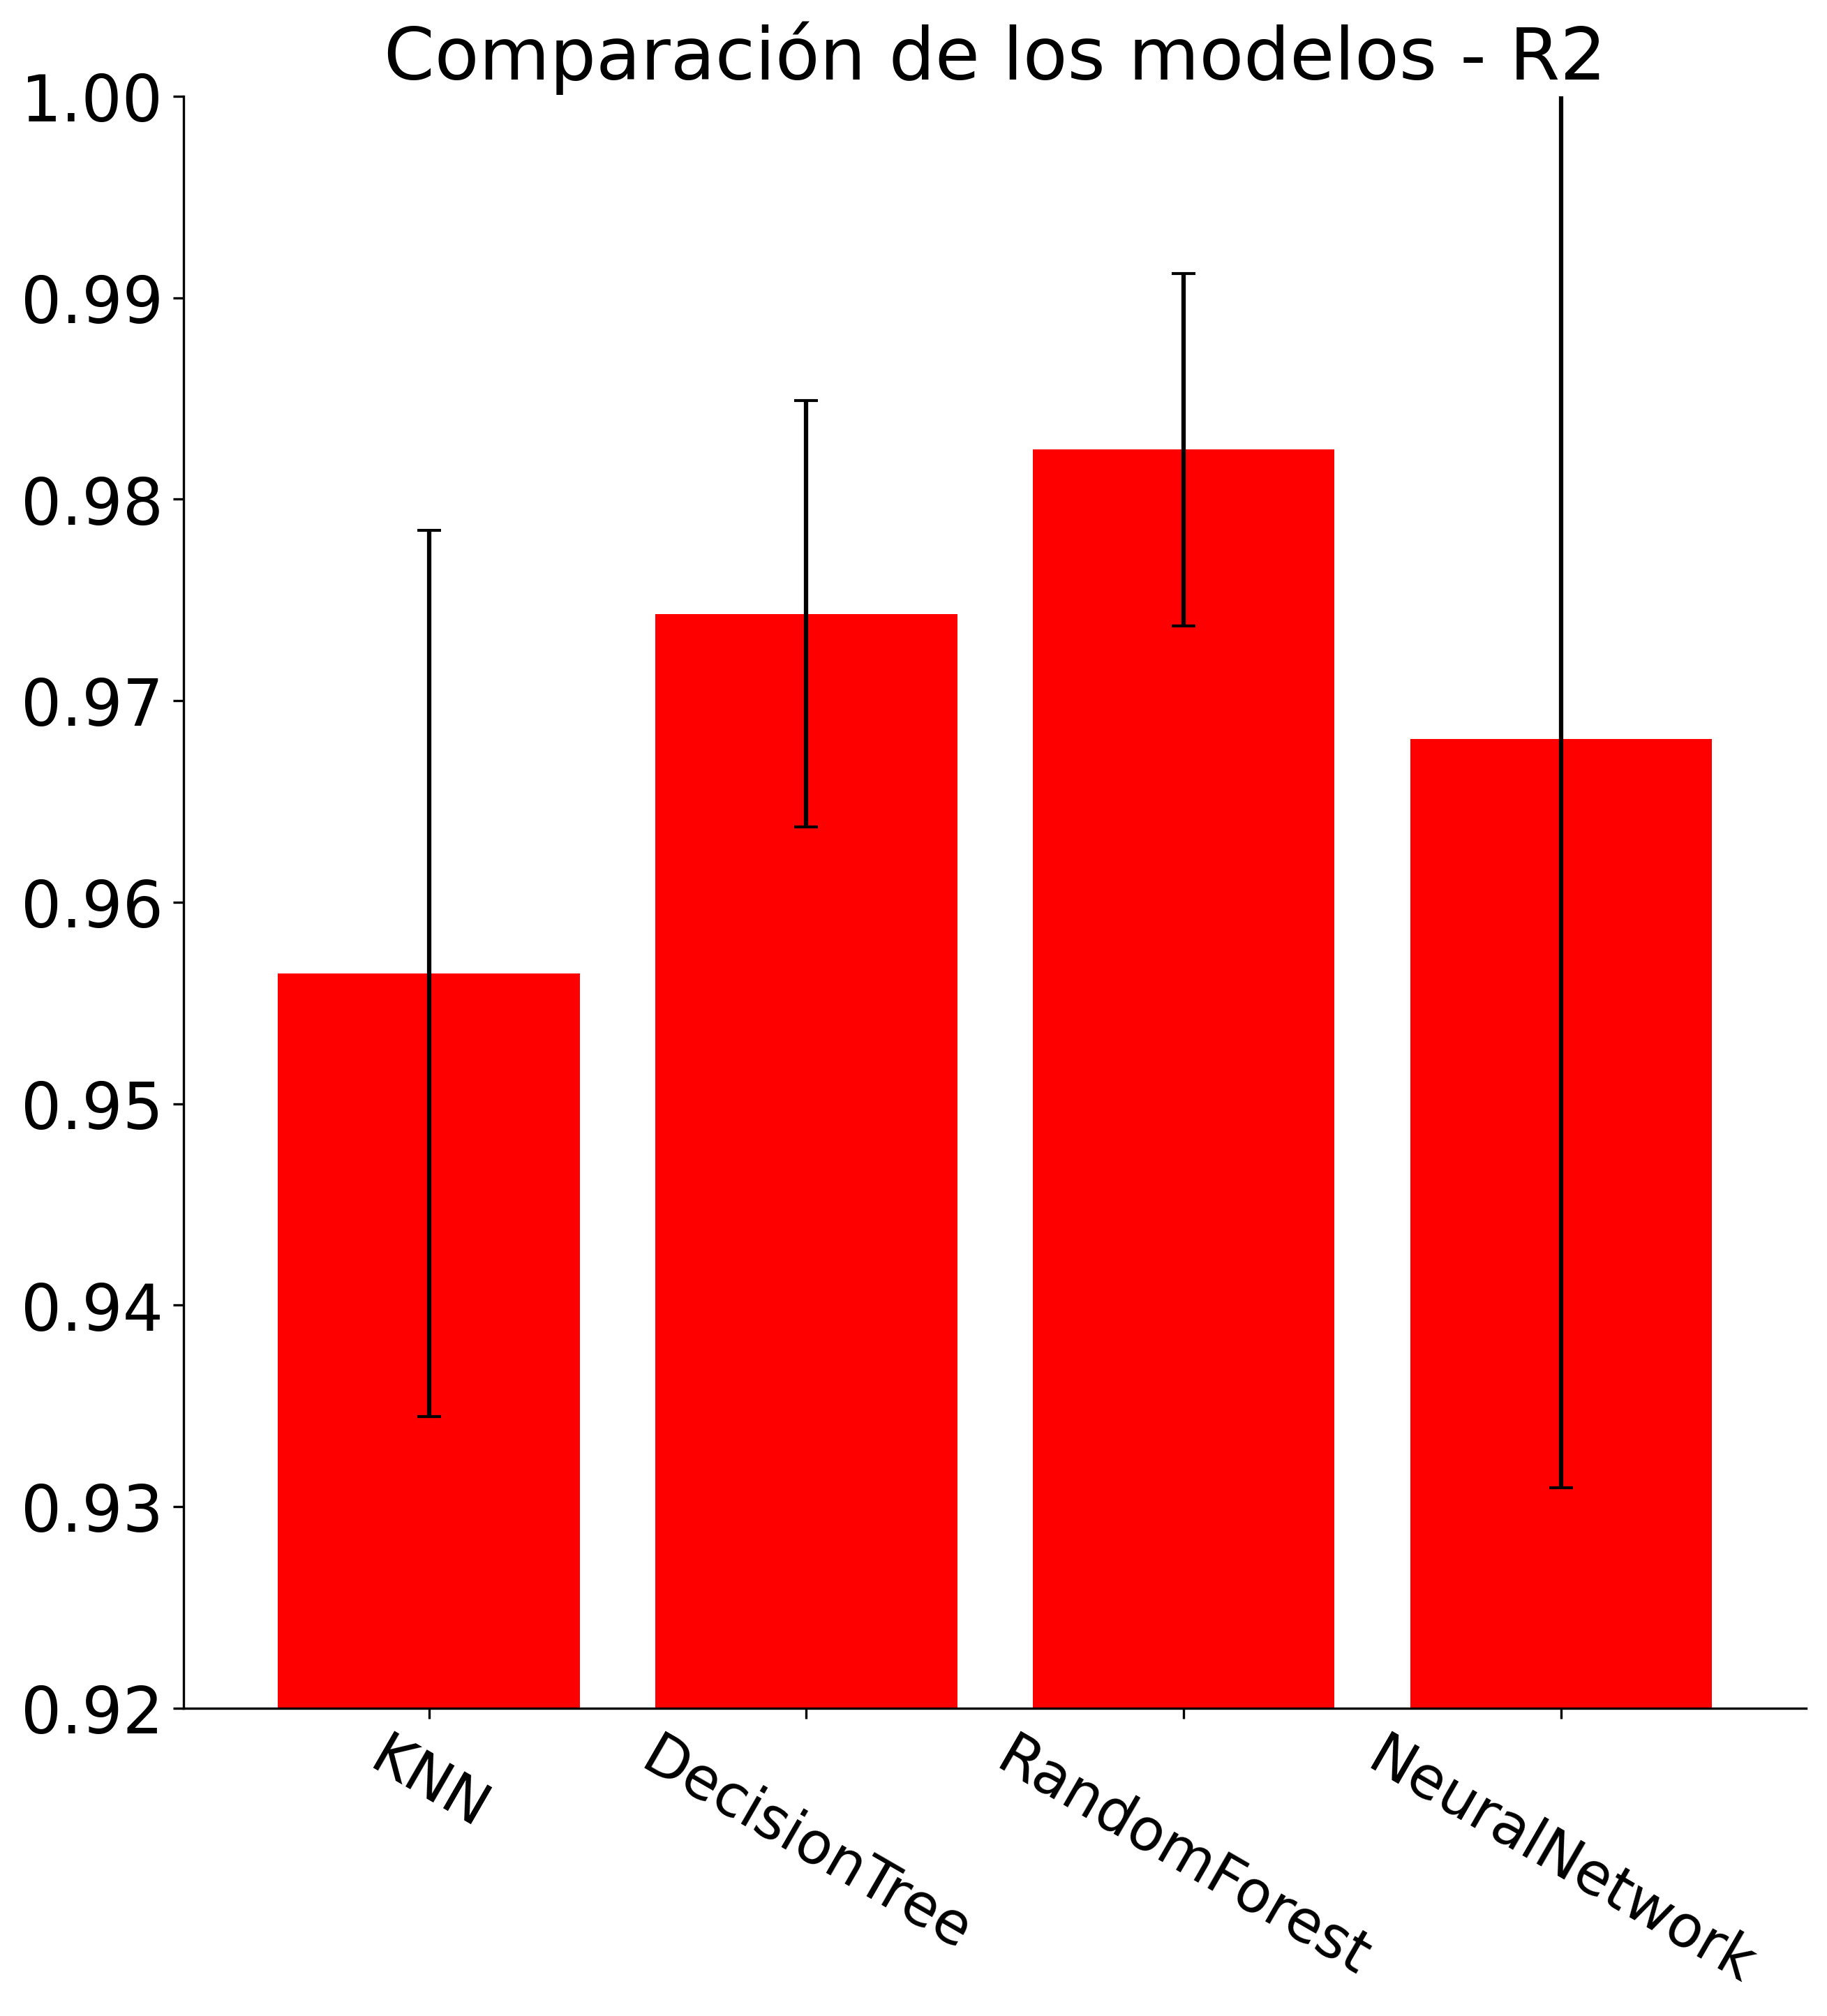 Comparación de los modelos - R2
1.00
0.99
0.98
0.97
0.96
0.95
0.94
0.93
0.92
KNN
DecisionTree
RandomForest
NeuralNetwork